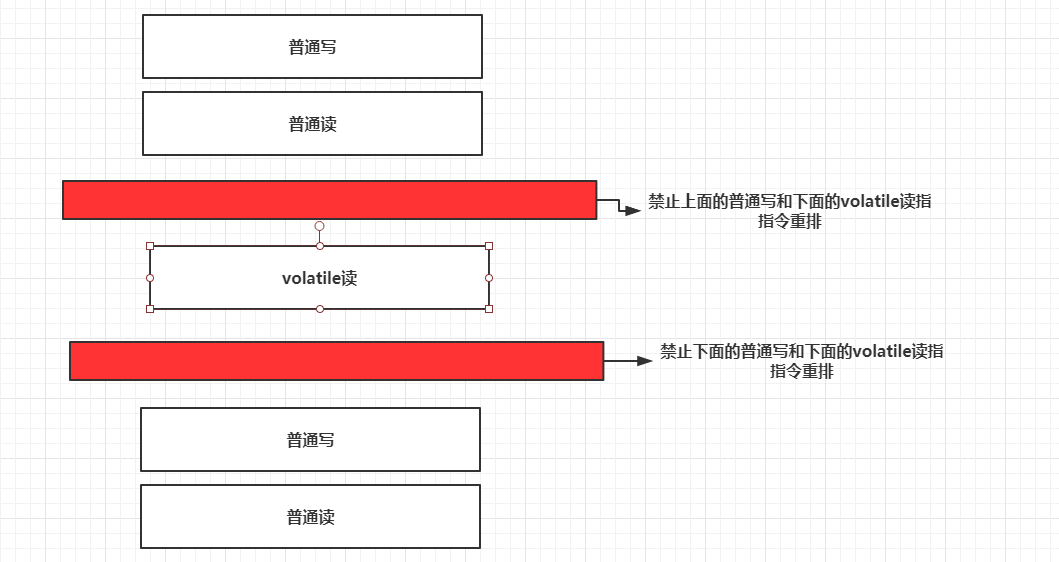 普通写
普通读
禁止上面的普通写和下面的volatile读指
指令重排
volatile读
禁止下面的普通写和下面的volatile读指
指令重排
普通写
普通读